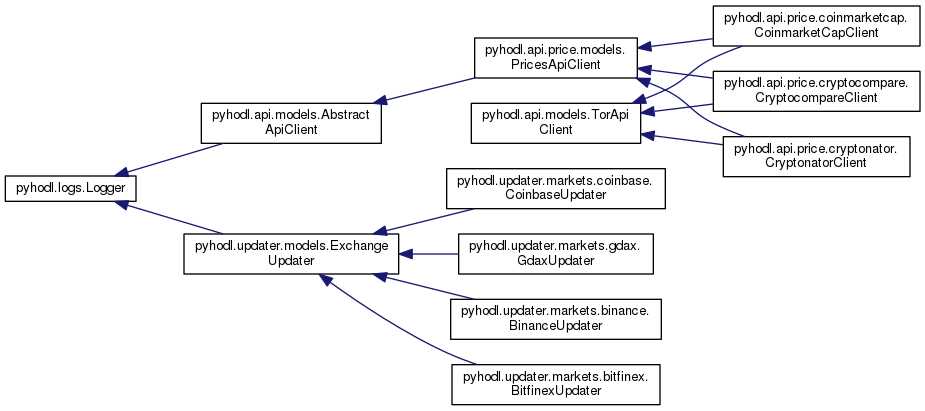 pyhodl.logs.Logger
pyhodl.api.models.Abstract
ApiClient
pyhodl.updater.models.Exchange
Updater
pyhodl.api.price.models.
PricesApiClient
pyhodl.api.models.TorApi
Client
pyhodl.updater.markets.coinbase.
CoinbaseUpdater
pyhodl.updater.markets.gdax.
GdaxUpdater
pyhodl.updater.markets.binance.
BinanceUpdater
pyhodl.updater.markets.bitfinex.
BitfinexUpdater
pyhodl.api.price.coinmarketcap.
CoinmarketCapClient
pyhodl.api.price.cryptocompare.
CryptocompareClient
pyhodl.api.price.cryptonator.
CryptonatorClient